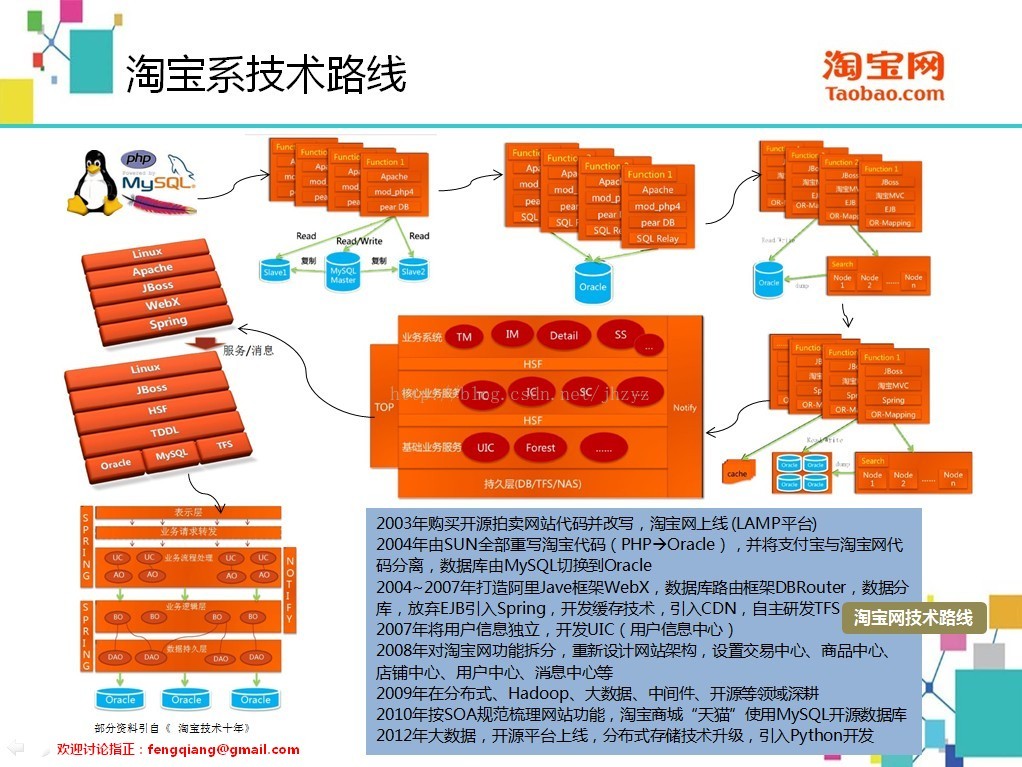 淘宝系技术路线
淘宝网
Taobao.com
php
Powered by
MySQL
Function 1
Apache
mod_php4
pear DB
Read
Read/Write
Read
复制
复制
Slave1
MySQL
Master
Slave2
Function 1
Apache
mod_php4
pear DB
SQL Relay
Oracle
Function 1
JBoss
淘宝MVC
EJB
OR-Mapping
Read/Write
Oracle
dump
Search
Node 1
Node 2
......
Node n
Linux
Apache
JBoss
WebX
Spring
服务/消息
Linux
JBoss
HSF
TDDL
Oracle
MySQL
TFS
TOP
业务系统
TM
IM
Detail
SS
...
HSF
核心业务服务
TC
IC
SC
HSF
基础业务服务
UIC
Forest
......
持久层(DB/TFS/NAS)
Notify
http://blog.csdn.net/jhzyz
Function 1
JBoss
淘宝MVC
Spring
OR-Mapping
Read/Write
cache
Oracle
Oracle
Oracle
Oracle
dump
Search
Node 1
Node 2
......
Node n
SPRING
表示层
业务请求转发
业务流程处理
UC
UC
UC
UC
AO
AO
AO
AO
NOTIFY
SPRING
业务逻辑层
BO
BO
BO
BO
数据持久层
DAO
DAO
DAO
DAO
Oracle
Oracle
Oracle
部分资料引自《 淘宝技术十年》
欢迎讨论指正：fengqiang@gmail.com
2003年购买开源拍卖网站代码并改写，淘宝网上线 (LAMP平台)
2004年由SUN全部重写淘宝代码（PHP→Oracle），并将支付宝与淘宝网代
码分离，数据库由MySQL切换到Oracle
2004~2007年打造阿里Jave框架WebX，数据库路由框架DBRouter，数据分
库，放弃EJB引入Spring，开发缓存技术，引入CDN，自主研发TFS
2007年将用户信息独立，开发UIC（用户信息中心）
2008年对淘宝网功能拆分，重新设计网站架构，设置交易中心、商品中心、
店铺中心、用户中心、消息中心等
2009年在分布式、Hadoop、大数据、中间件、开源等领域深耕
2010年按SOA规范梳理网站功能，淘宝商城“天猫”使用MySQL开源数据库
2012年大数据，开源平台上线，分布式存储技术升级，引入Python开发
淘宝网技术路线